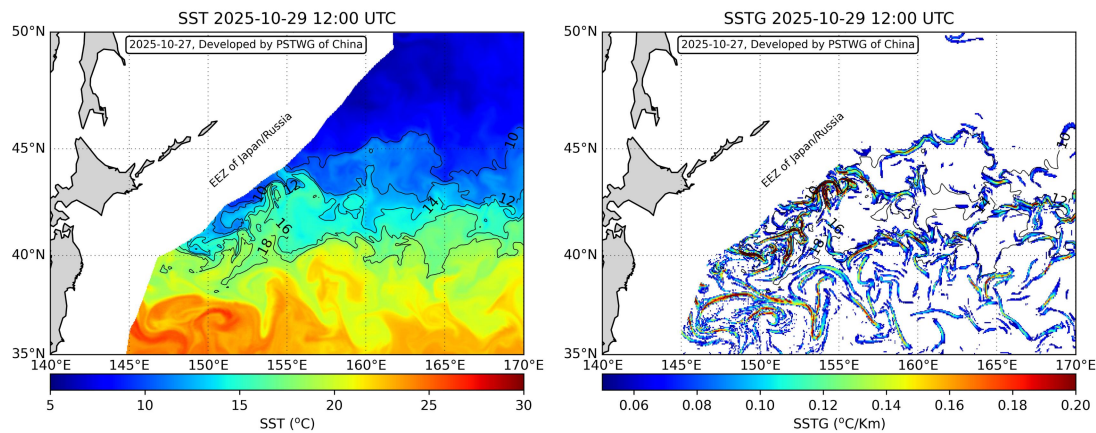 SST 2025-10-29 12:00 UTC
2025-10-27, Developed by PSTWG of China
50°N
45°N
40°N
35°N
EEZ of Japan/Russia
10
10
12
12
14
16
18
140°E 145°E 150°E 155°E 160°E 165°E 170°E
5 10 15 20 25 30
SST (°C)
SSTG 2025-10-29 12:00 UTC
2025-10-27, Developed by PSTWG of China
50°N
45°N
40°N
35°N
EEZ of Japan/Russia
140°E 145°E 150°E 155°E 160°E 165°E 170°E
0.06 0.08 0.10 0.12 0.14 0.16 0.18 0.20
SSTG (°C/Km)